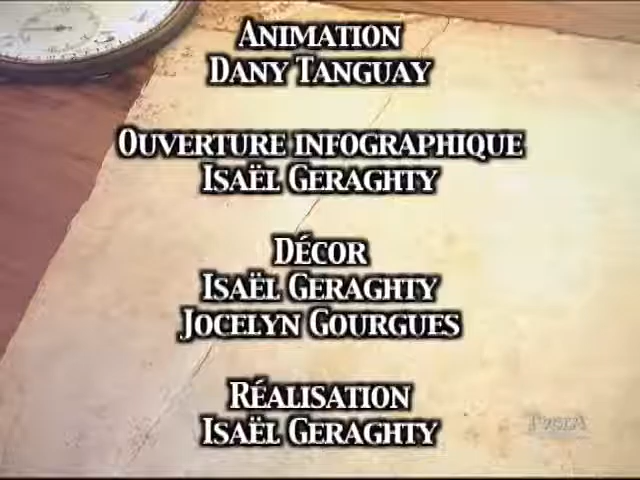 Animation
Dany Tanguay
Ouverture infographique
Isaël Geraghty
Décor
Isaël Geraghty
Jocelyn Gourgues
Réalisation
Isaël Geraghty